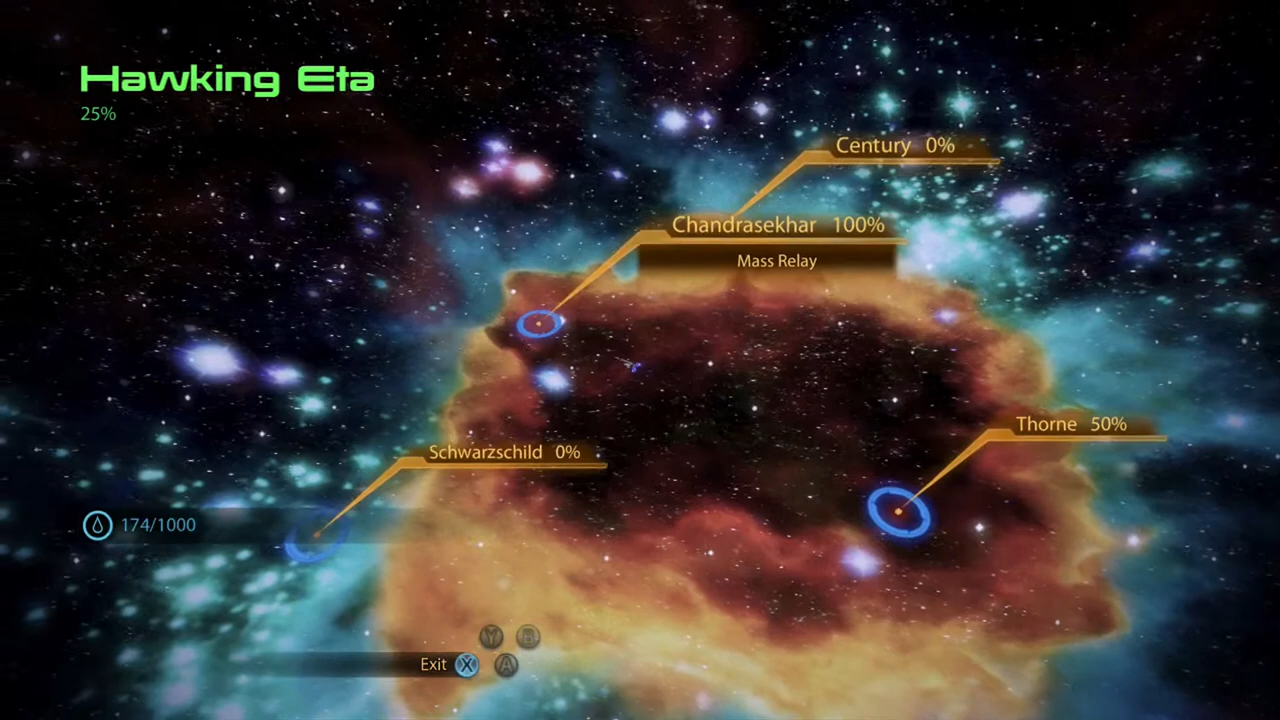 Hawking Eta
25%
Century 0%
Chandrasekhar 100%
Mass Relay
Thorne 50%
Schwarzschild 0%
174/1000
Y B
Exit X A